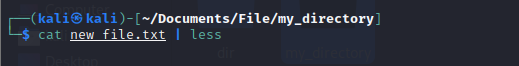 ┌──(kali㉿kali)-[~/Documents/File/my_directory]
└─$ cat new_file.txt | less